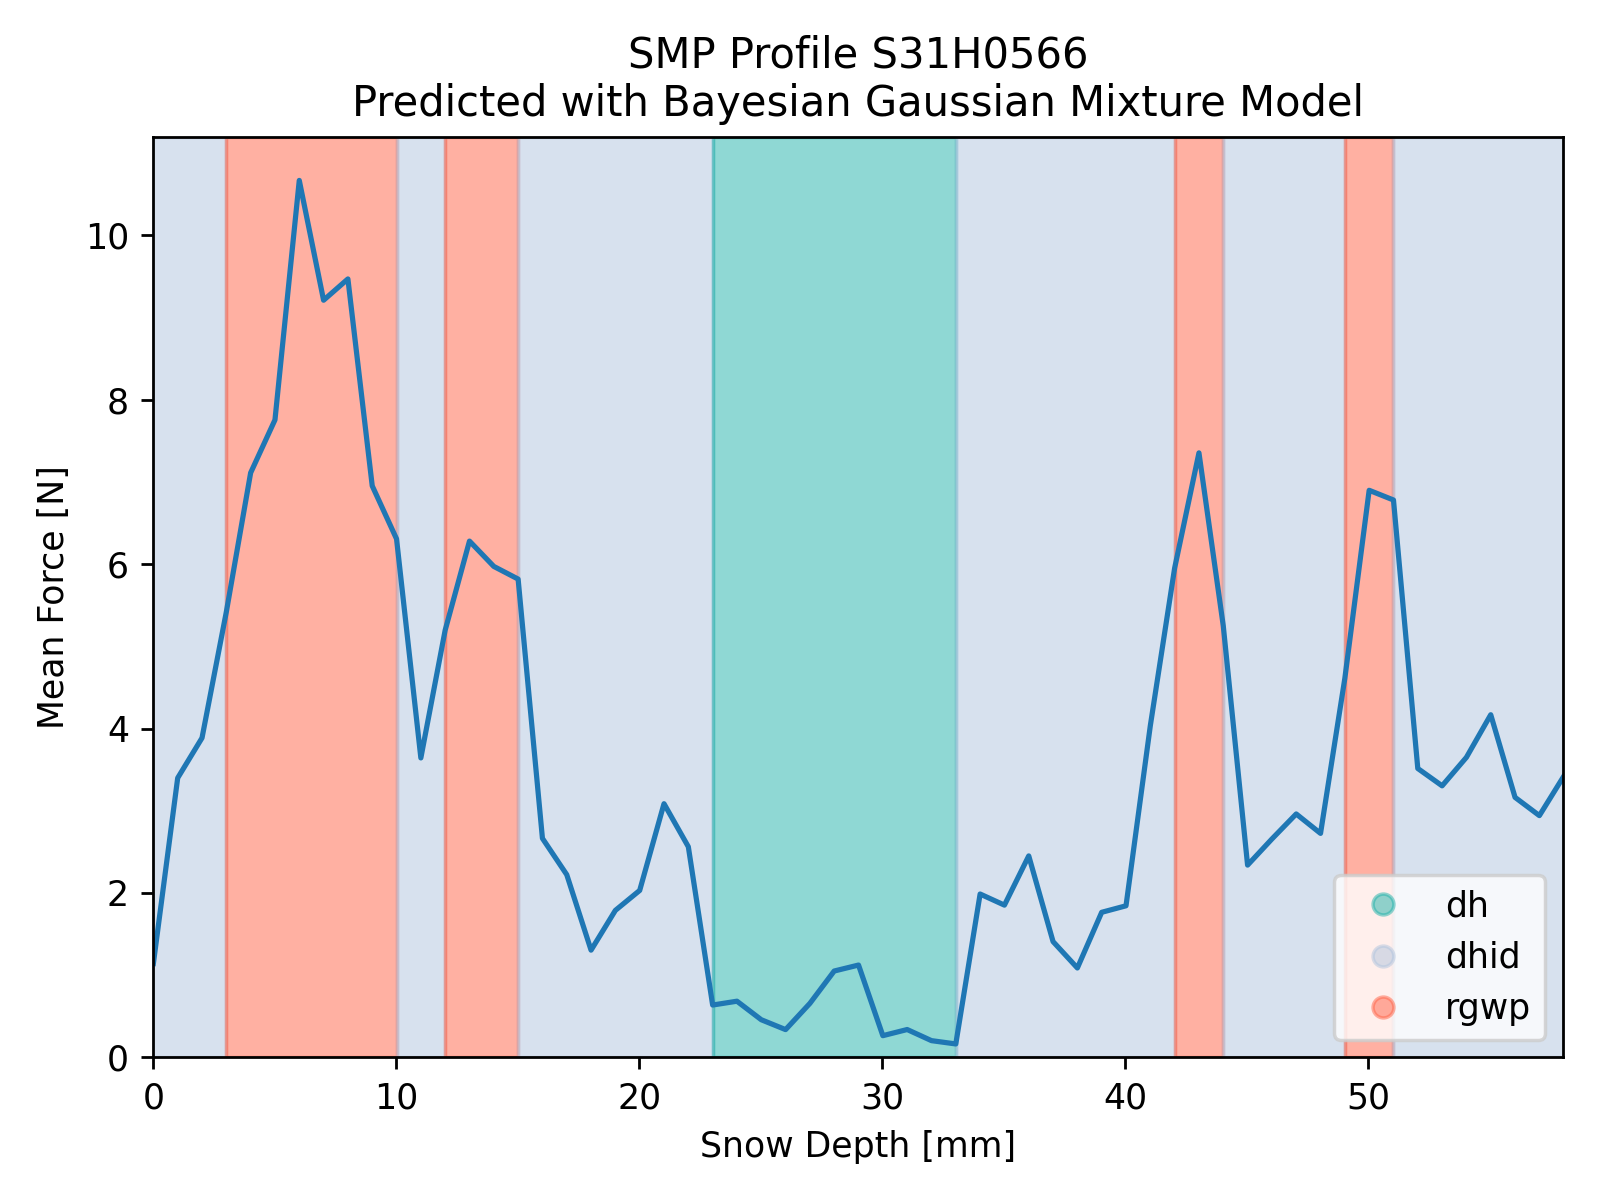 SMP Profile S31H0566
Predicted with Bayesian Gaussian Mixture Model
Mean Force [N]
10
8
6
4
2
0
dh
dhid
rgwp
0 10 20 30 40 50
Snow Depth [mm]